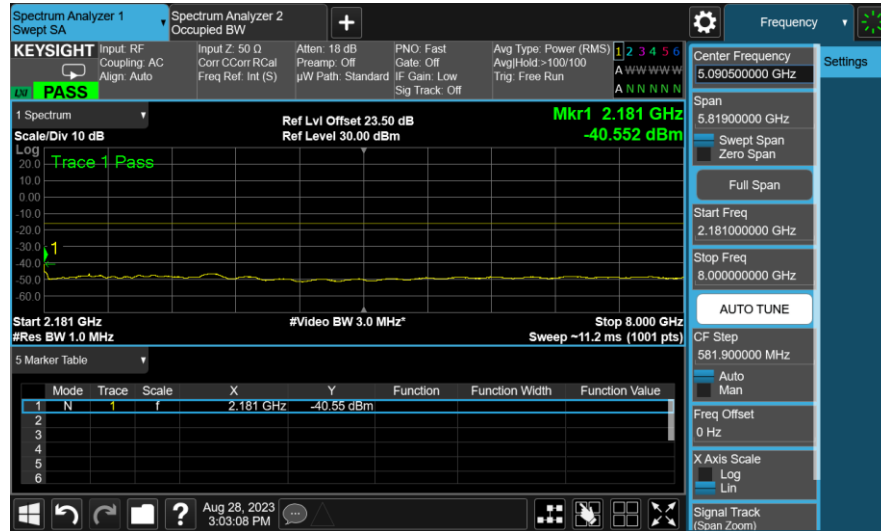 Spectrum Analyzer 1
Swept SA
Spectrum Analyzer 2
Occupied BW
+
Frequency
KEYSIGHT
LXI PASS
Input: RF
Coupling: AC
Align: Auto
Input Z: 50 Ω
Corr CCorr RCal
Freq Ref: Int (S)
Atten: 18 dB
Preamp: Off
µW Path: Standard
PNO: Fast
Gate: Off
IF Gain: Low
Sig Track: Off
Avg Type: Power (RMS)
Avg|Hold:>100/100
Trig: Free Run
1 2 3 4 5 6
A W W W W W
A N N N N N
1 Spectrum
Scale/Div 10 dB
Ref Lvl Offset 23.50 dB
Ref Level 30.00 dBm
Mkr1 2.181 GHz
-40.552 dBm
Log
Trace 1 Pass
20.0
10.0
0.00
-10.0
-20.0
-30.0
1
-40.0
-50.0
-60.0
Start 2.181 GHz
#Video BW 3.0 MHz*
Stop 8.000 GHz
#Res BW 1.0 MHz
Sweep ~11.2 ms (1001 pts)
5 Marker Table
Mode Trace Scale X Y Function Function Width Function Value
1 N 1 f 2.181 GHz -40.55 dBm
2
3
4
5
6
?
Aug 28, 2023
3:03:08 PM
Center Frequency
5.090500000 GHz
Span
5.81900000 GHz
Swept Span
Zero Span
Full Span
Start Freq
2.181000000 GHz
Stop Freq
8.000000000 GHz
AUTO TUNE
CF Step
581.900000 MHz
Auto
Man
Freq Offset
0 Hz
X Axis Scale
Log
Lin
Signal Track
(Span Zoom)
Settings